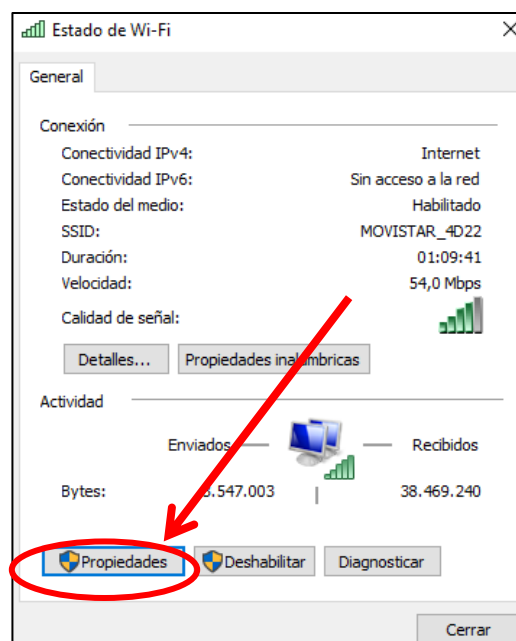 Estado de Wi-Fi
General
Conexión
Conectividad IPv4: Internet
Conectividad IPv6: Sin acceso a la red
Estado del medio: Habilitado
SSID: MOVISTAR_4D22
Duración: 01:09:41
Velocidad: 54,0 Mbps
Calidad de señal:
Detalles... Propiedades inalámbricas
Actividad
Enviados Recibidos
Bytes: .547.003 38.469.240
Propiedades Deshabilitar Diagnosticar
Cerrar